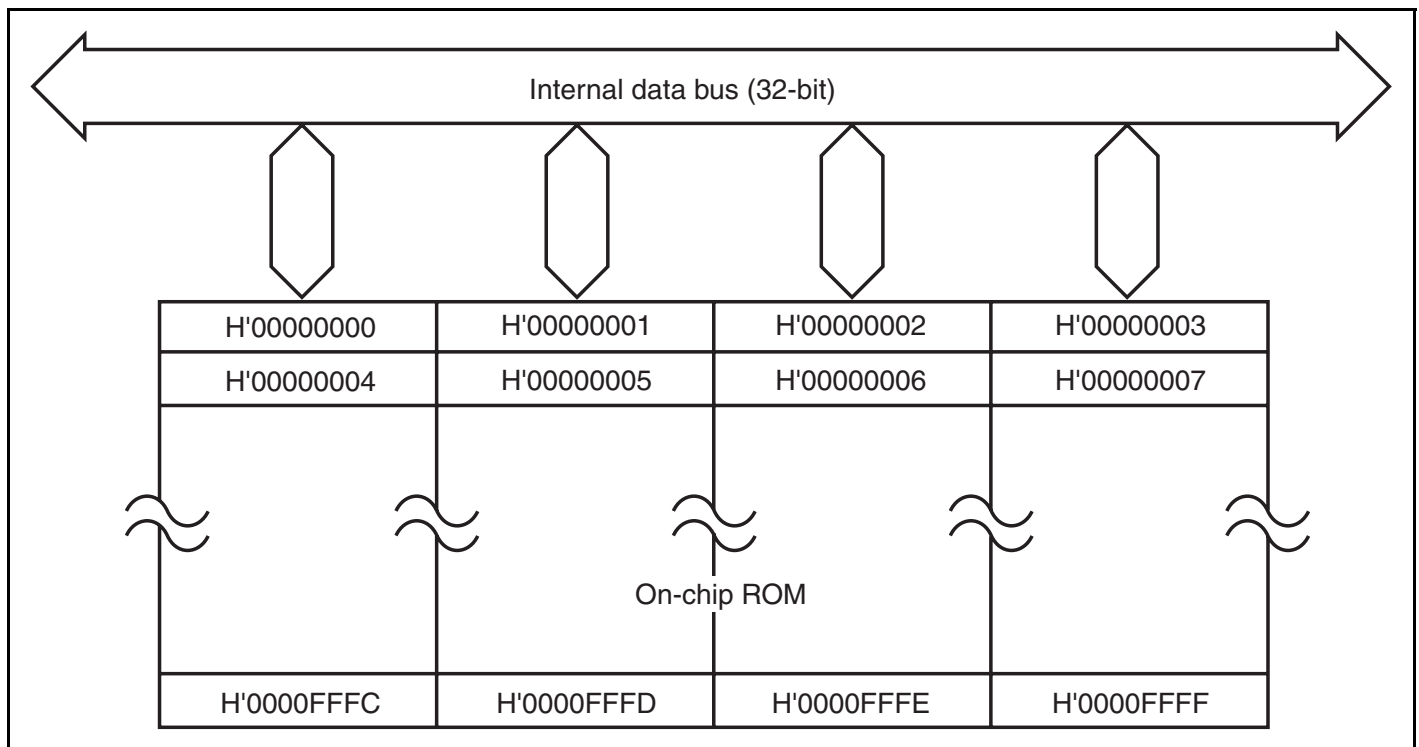 Internal data bus (32-bit)
H'00000000 H'00000001 H'00000002 H'00000003
H'00000004 H'00000005 H'00000006 H'00000007
On-chip ROM
H'0000FFFC H'0000FFFD H'0000FFFE H'0000FFFF